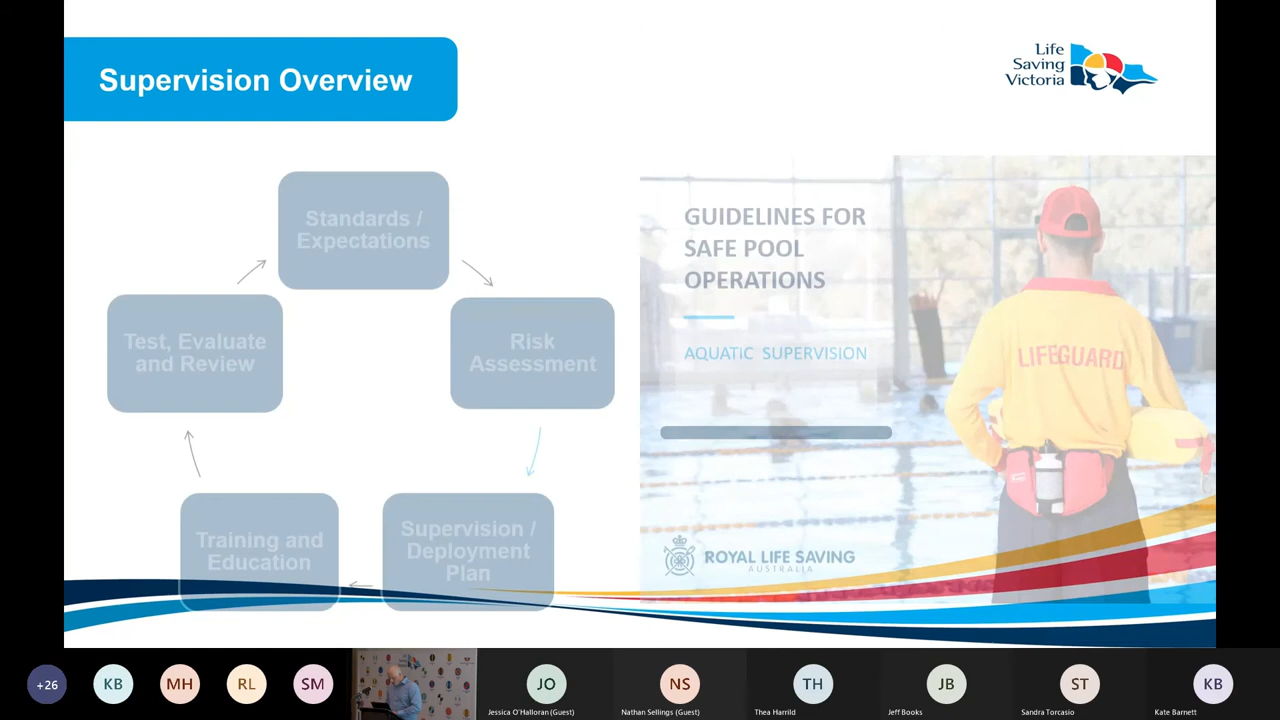 Supervision Overview
Life
Saving
Victoria
Standards /
Expectations
Risk
Assessment
Supervision /
Deployment
Plan
Training and
Education
Test, Evaluate
and Review
GUIDELINES FOR
SAFE POOL
OPERATIONS
AQUATIC SUPERVISION
LIFEGUARD
ROYAL LIFE SAVING
AUSTRALIA
+26
KB
MH
RL
SM
JO
Jessica O'Halloran (Guest)
NS
Nathan Sellings (Guest)
TH
Thea Harrild
JB
Jeff Books
ST
Sandra Torcasio
KB
Kate Barnett